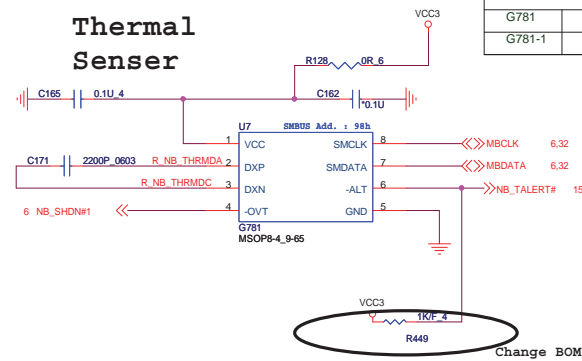 Thermal
Senser
VCC3
G781
G781-1
R128 0R_6
C165 0.1U_4
C162
*0.1U
U7 SMBUS Add. : 98h
1 VCC SMCLK 8 MBCLK 6,32
C171 2200P_0603 R_NB_THRMDA 2 DXP SMDATA 7 MBDATA 6,32
R_NB_THRMDC 3 DXN -ALT 6 NB_TALERT# 15
6 NB_SHDN#1 4 -OVT GND 5
G781
MSOP8-4_9-65
VCC3
1K/F_4
R449
Change BOM